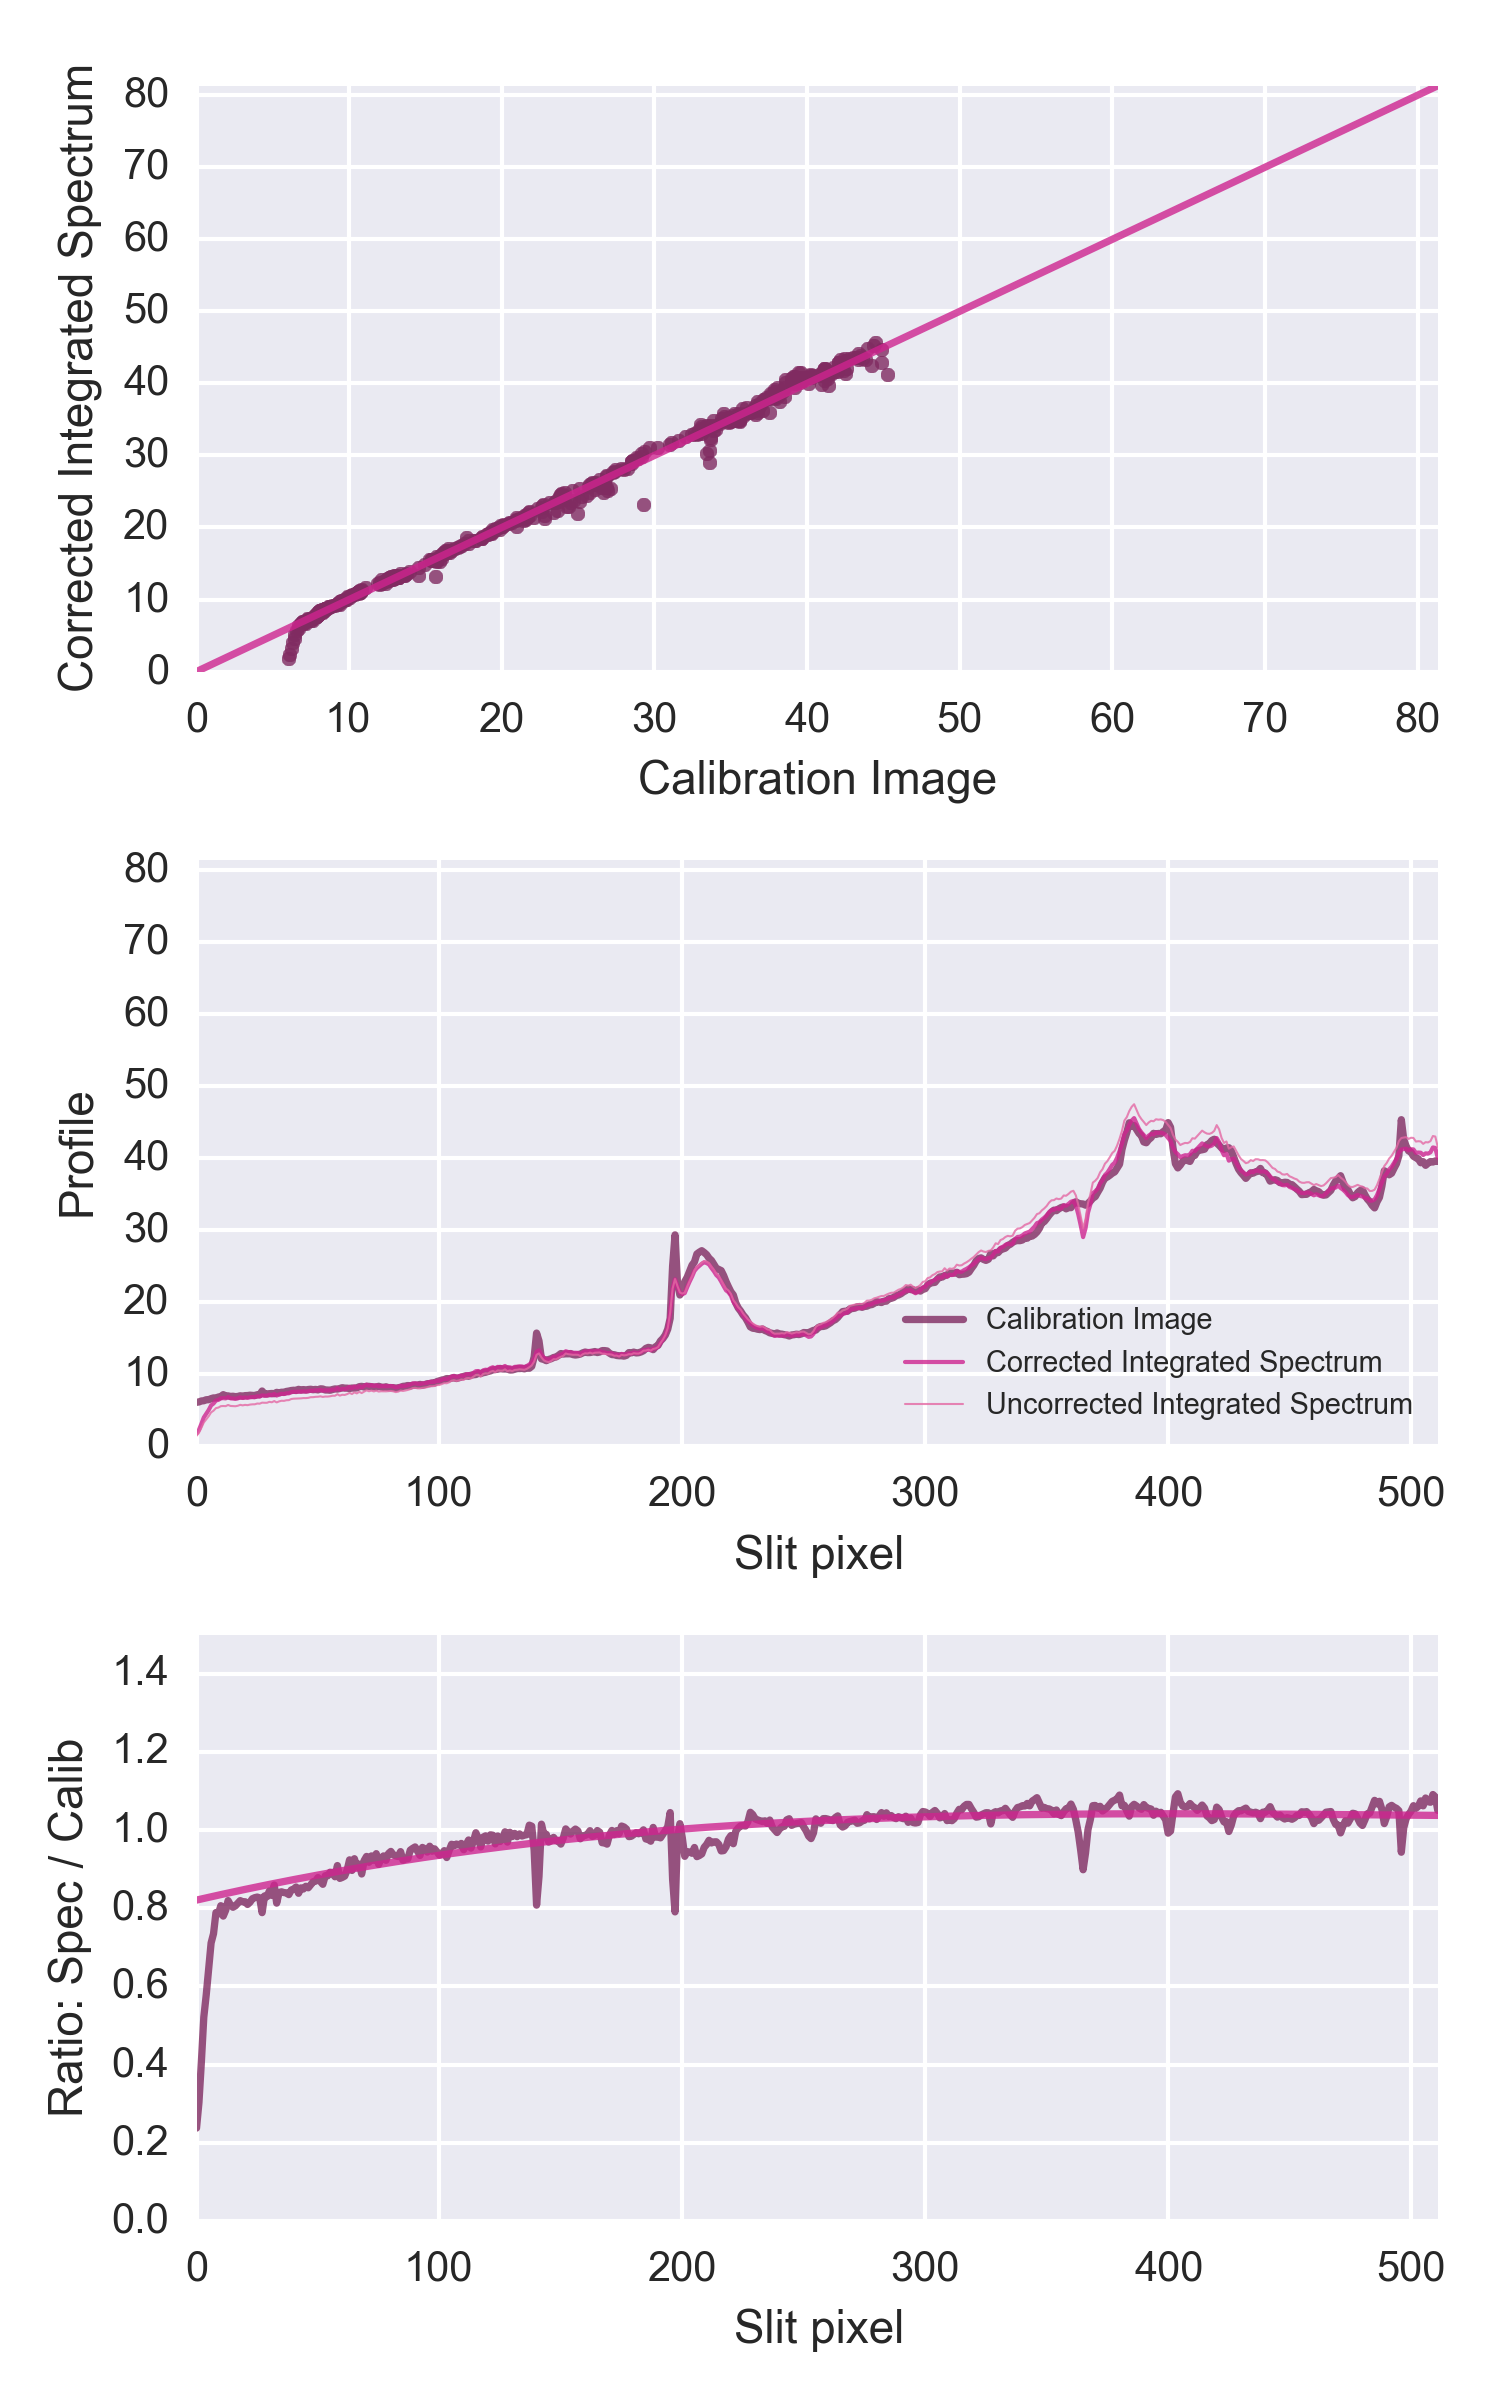 Corrected Integrated Spectrum
80
70
60
50
40
30
20
10
0
0 10 20 30 40 50 60 70 80
Calibration Image
Profile
80
70
60
50
40
30
20
10
0
Calibration Image
Corrected Integrated Spectrum
Uncorrected Integrated Spectrum
0 100 200 300 400 500
Slit pixel
Ratio: Spec / Calib
1.4
1.2
1.0
0.8
0.6
0.4
0.2
0.0
0 100 200 300 400 500
Slit pixel